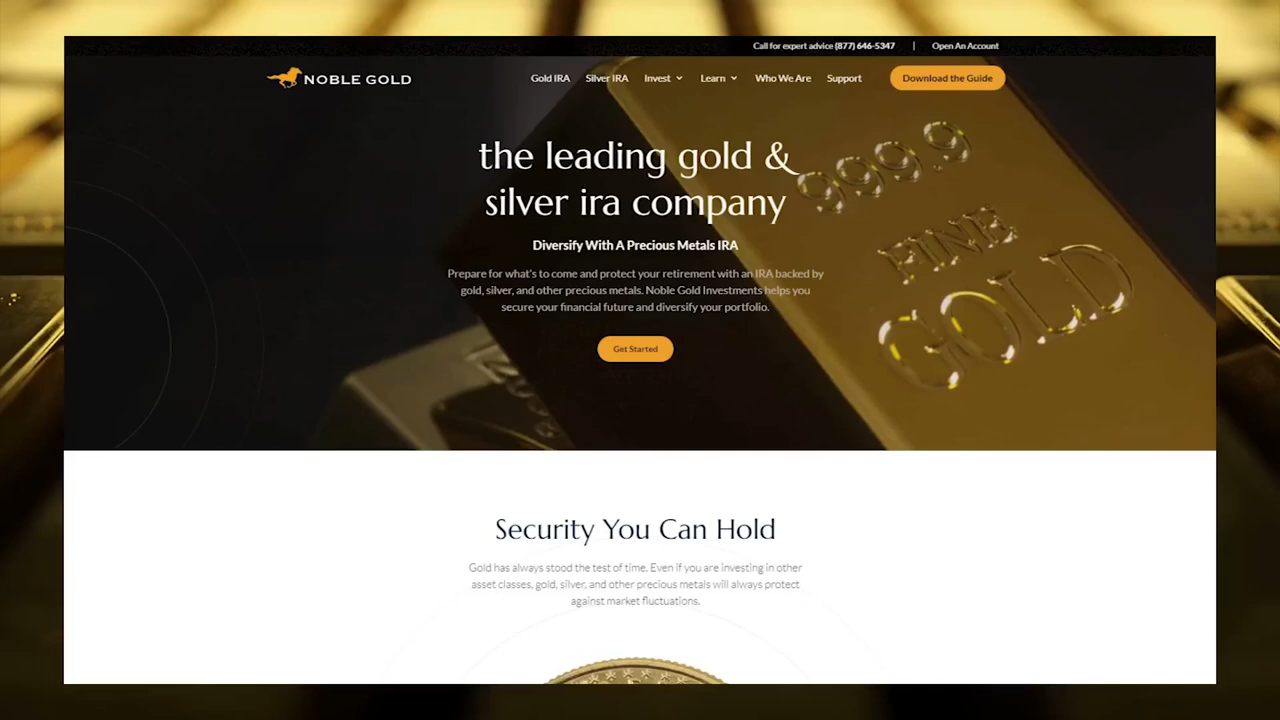 Call for expert advice (877) 646-5347 | Open An Account
NOBLE GOLD
Gold IRA Silver IRA Invest Learn Who We Are Support Download the Guide
the leading gold &
silver ira company
999.9
FINE
GOLD
Diversify With A Precious Metals IRA
Prepare for what's to come and protect your retirement with an IRA backed by
gold, silver, and other precious metals. Noble Gold Investments helps you
secure your financial future and diversify your portfolio.
Get Started
Security You Can Hold
Gold has always stood the test of time. Even if you are investing in other
asset classes, gold, silver, and other precious metals will always protect
against market fluctuations.